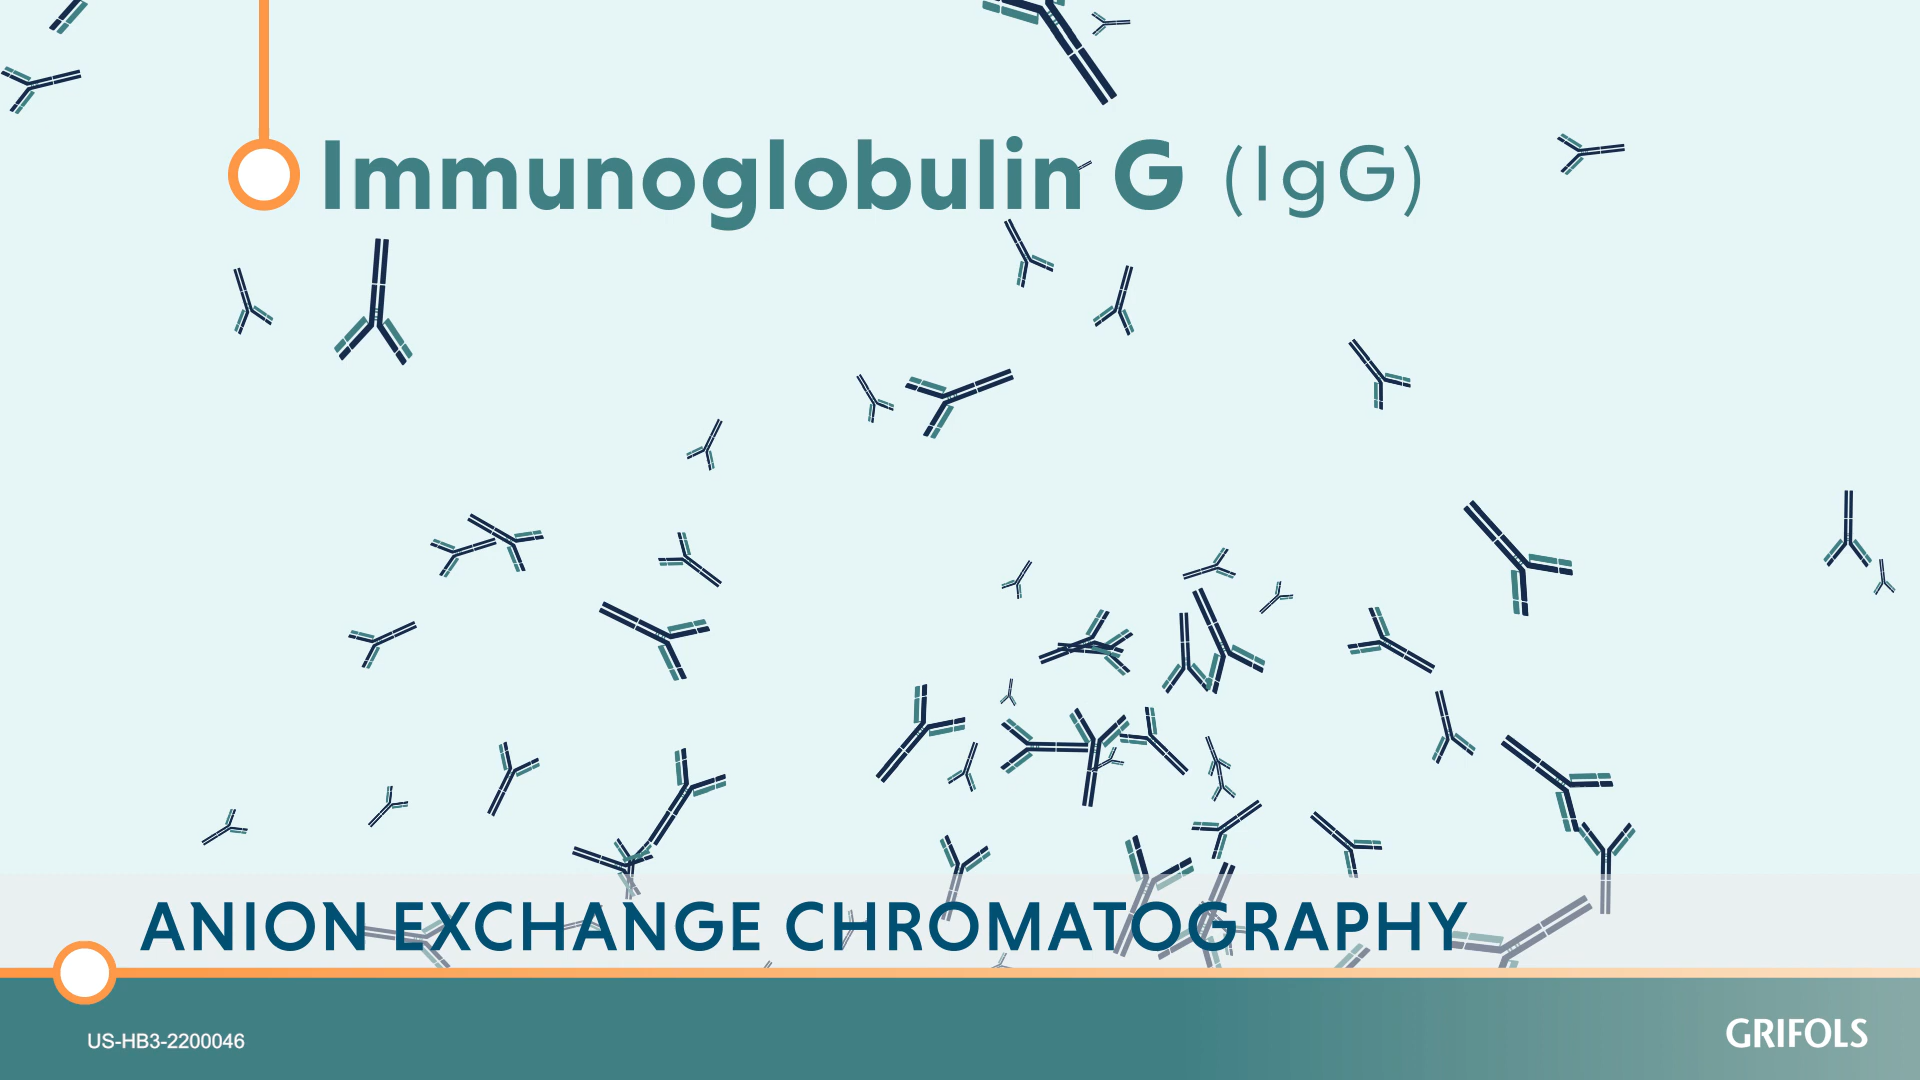 Immunoglobulin G (IgG)
ANION EXCHANGE CHROMATOGRAPHY
US-HB3-2200046
GRIFOLS